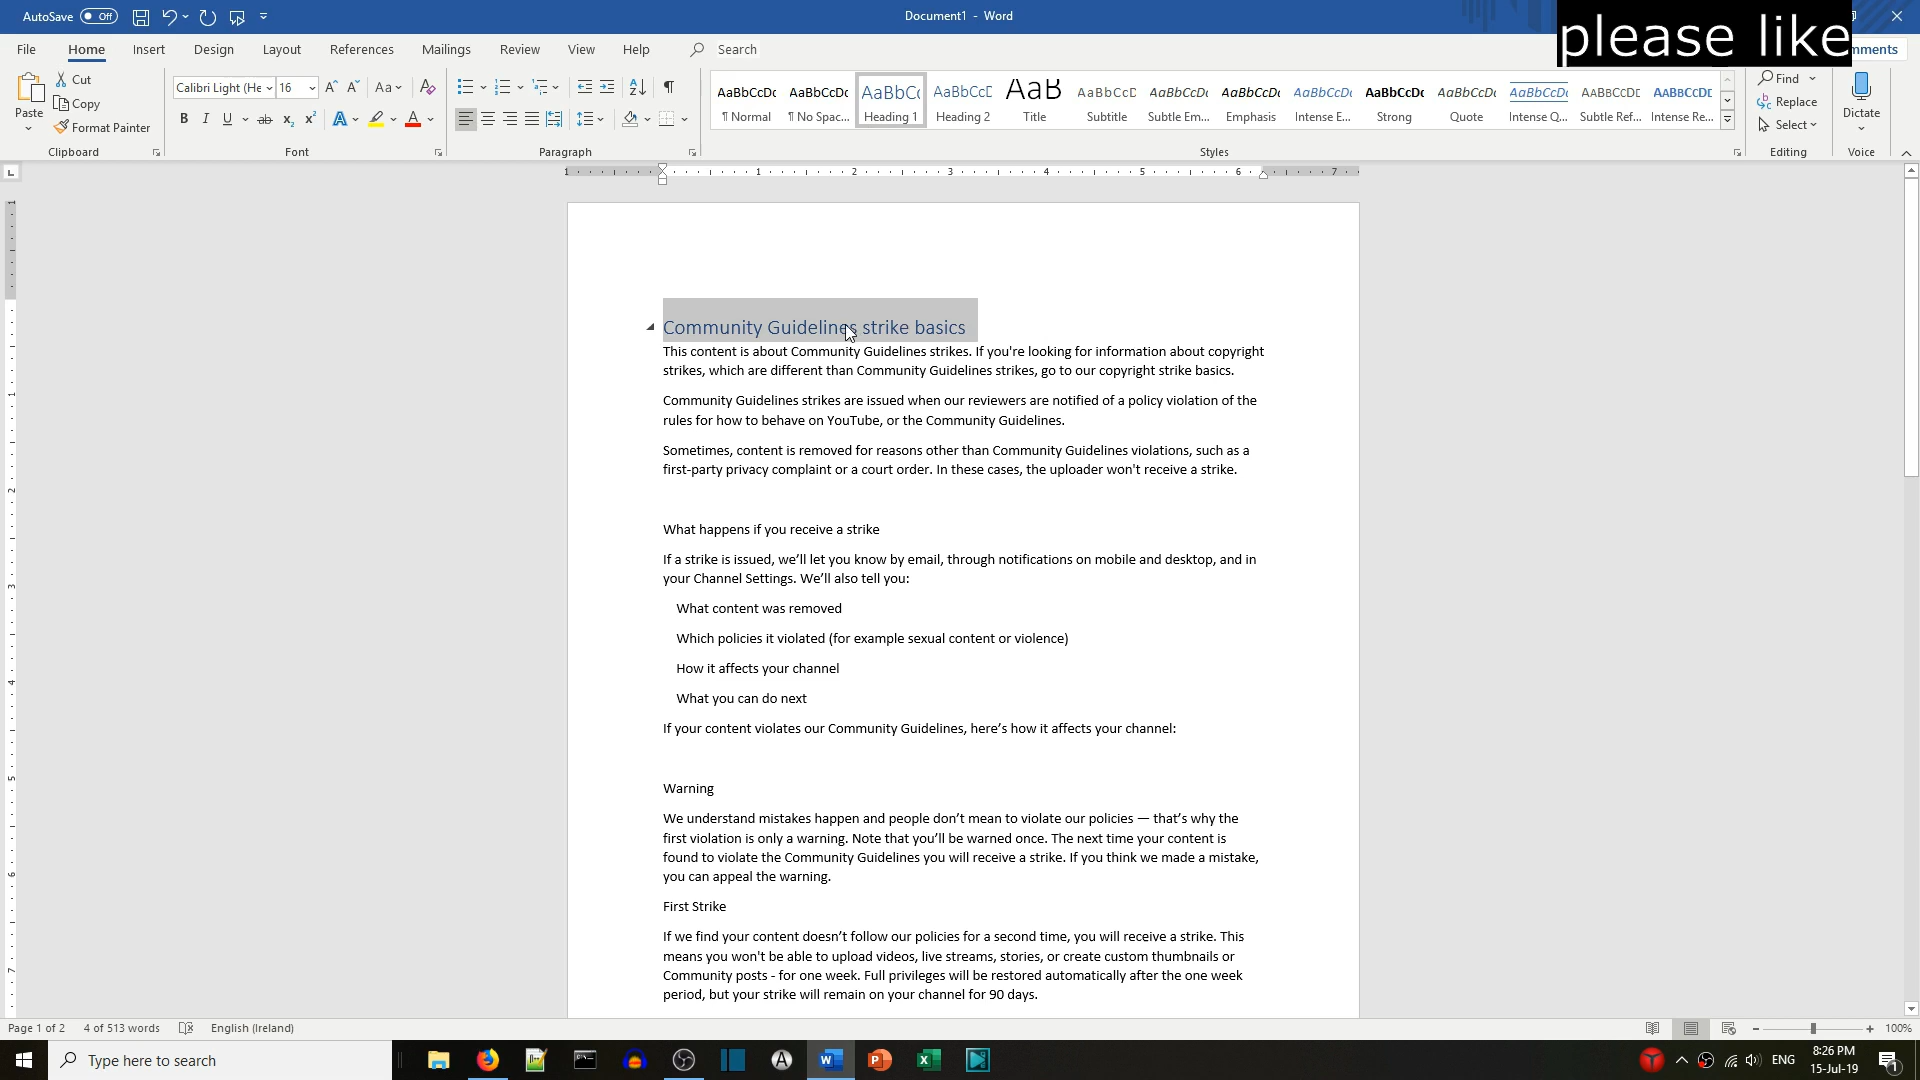 AutoSave Off
Document1 - Word
please like
File Home Insert Design Layout References Mailings Review View Help Search
mments
Paste
Cut
Copy
Format Painter
Clipboard
Calibri Light (He 16
Font
Paragraph
AaBbCcDc AaBbCcDc AaBbCc AaBbCcD AaB AaBbCcD AaBbCcDc AaBbCcDc AaBbCcDc AaBbCcDc AaBbCcDc AaBbCcDc AABBCCDC AABBCCDC
¶ Normal ¶ No Spac... Heading 1 Heading 2 Title Subtitle Subtle Em... Emphasis Intense E... Strong Quote Intense Q... Subtle Ref... Intense Re...
Styles
Find
Replace
Select
Editing
Dictate
Voice
1 1 2 3 4 5 6 7
Community Guidelines strike basics
This content is about Community Guidelines strikes. If you're looking for information about copyright
strikes, which are different than Community Guidelines strikes, go to our copyright strike basics.
Community Guidelines strikes are issued when our reviewers are notified of a policy violation of the
rules for how to behave on YouTube, or the Community Guidelines.
Sometimes, content is removed for reasons other than Community Guidelines violations, such as a
first-party privacy complaint or a court order. In these cases, the uploader won't receive a strike.
What happens if you receive a strike
If a strike is issued, we’ll let you know by email, through notifications on mobile and desktop, and in
your Channel Settings. We’ll also tell you:
What content was removed
Which policies it violated (for example sexual content or violence)
How it affects your channel
What you can do next
If your content violates our Community Guidelines, here’s how it affects your channel:
Warning
We understand mistakes happen and people don’t mean to violate our policies — that’s why the
first violation is only a warning. Note that you’ll be warned once. The next time your content is
found to violate the Community Guidelines you will receive a strike. If you think we made a mistake,
you can appeal the warning.
First Strike
If we find your content doesn’t follow our policies for a second time, you will receive a strike. This
means you won't be able to upload videos, live streams, stories, or create custom thumbnails or
Community posts - for one week. Full privileges will be restored automatically after the one week
period, but your strike will remain on your channel for 90 days.
Page 1 of 2 4 of 513 words English (Ireland)
100%
Type here to search
ENG
8:26 PM
15-Jul-19